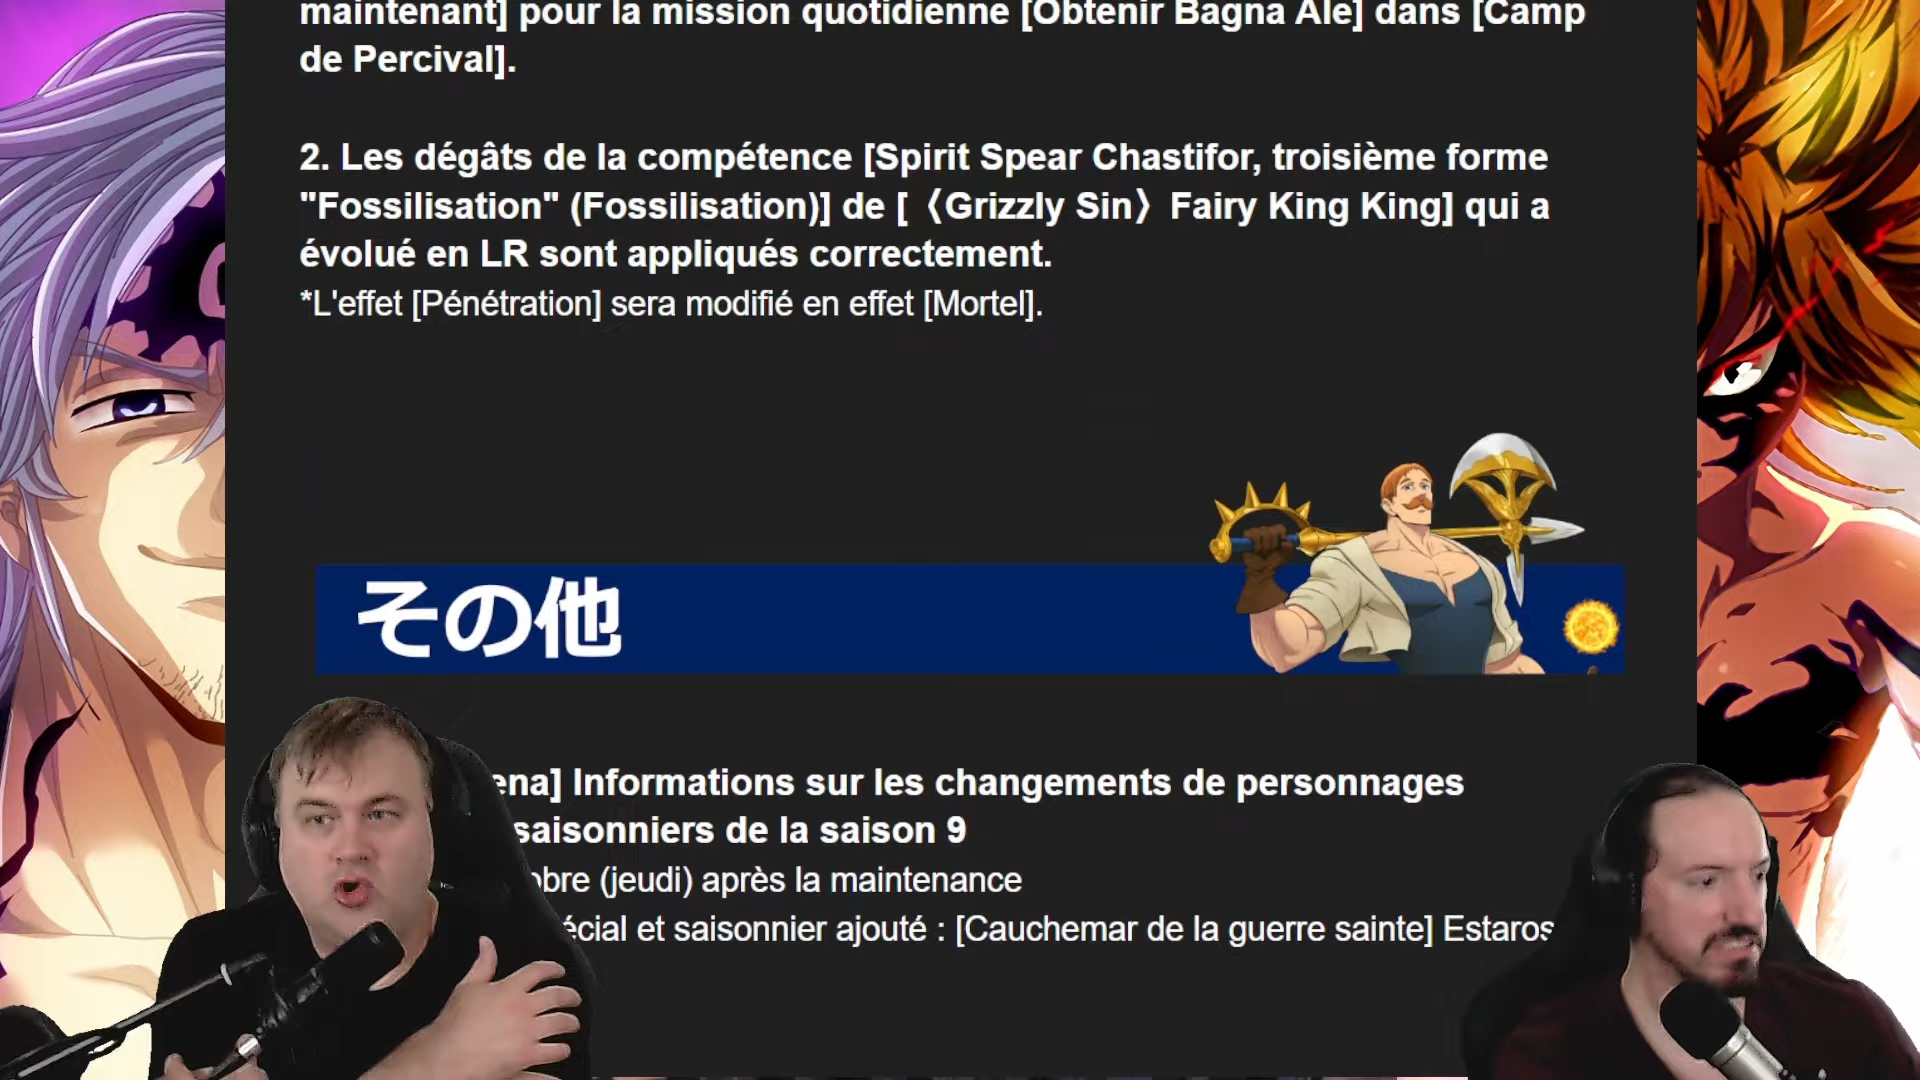 maintenant] pour la mission quotidienne [Obtenir Bagna Ale] dans [Camp
de Percival].
2. Les dégâts de la compétence [Spirit Spear Chastifor, troisième forme
"Fossilisation" (Fossilisation)] de [〈Grizzly Sin〉Fairy King King] qui a
évolué en LR sont appliqués correctement.
*L'effet [Pénétration] sera modifié en effet [Mortel].
その他
ena] Informations sur les changements de personnages
saisonniers de la saison 9
obre (jeudi) après la maintenance
écial et saisonnier ajouté : [Cauchemar de la guerre sainte] Estaros